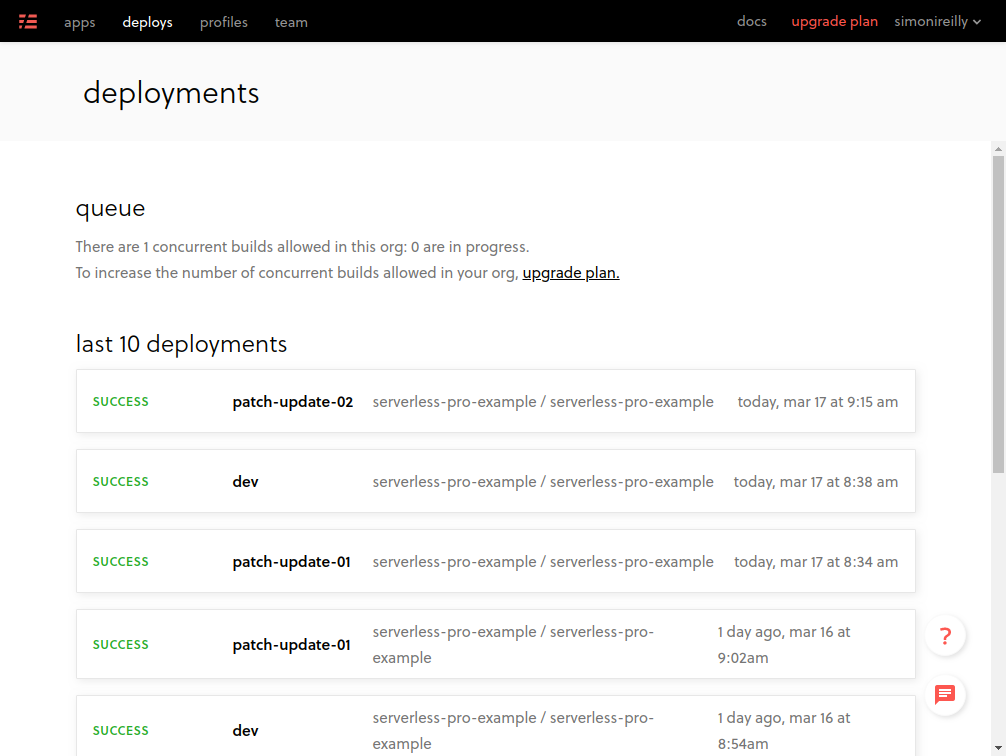 apps deploys profiles team docs upgrade plan simonireilly
deployments
queue
There are 1 concurrent builds allowed in this org: 0 are in progress.
To increase the number of concurrent builds allowed in your org, upgrade plan.
last 10 deployments
SUCCESS patch-update-02 serverless-pro-example / serverless-pro-example today, mar 17 at 9:15 am
SUCCESS dev serverless-pro-example / serverless-pro-example today, mar 17 at 8:38 am
SUCCESS patch-update-01 serverless-pro-example / serverless-pro-example today, mar 17 at 8:34 am
SUCCESS patch-update-01 serverless-pro-example / serverless-pro-
example 1 day ago, mar 16 at
9:02am
?
SUCCESS dev serverless-pro-example / serverless-pro-
example 1 day ago, mar 16 at
8:54am